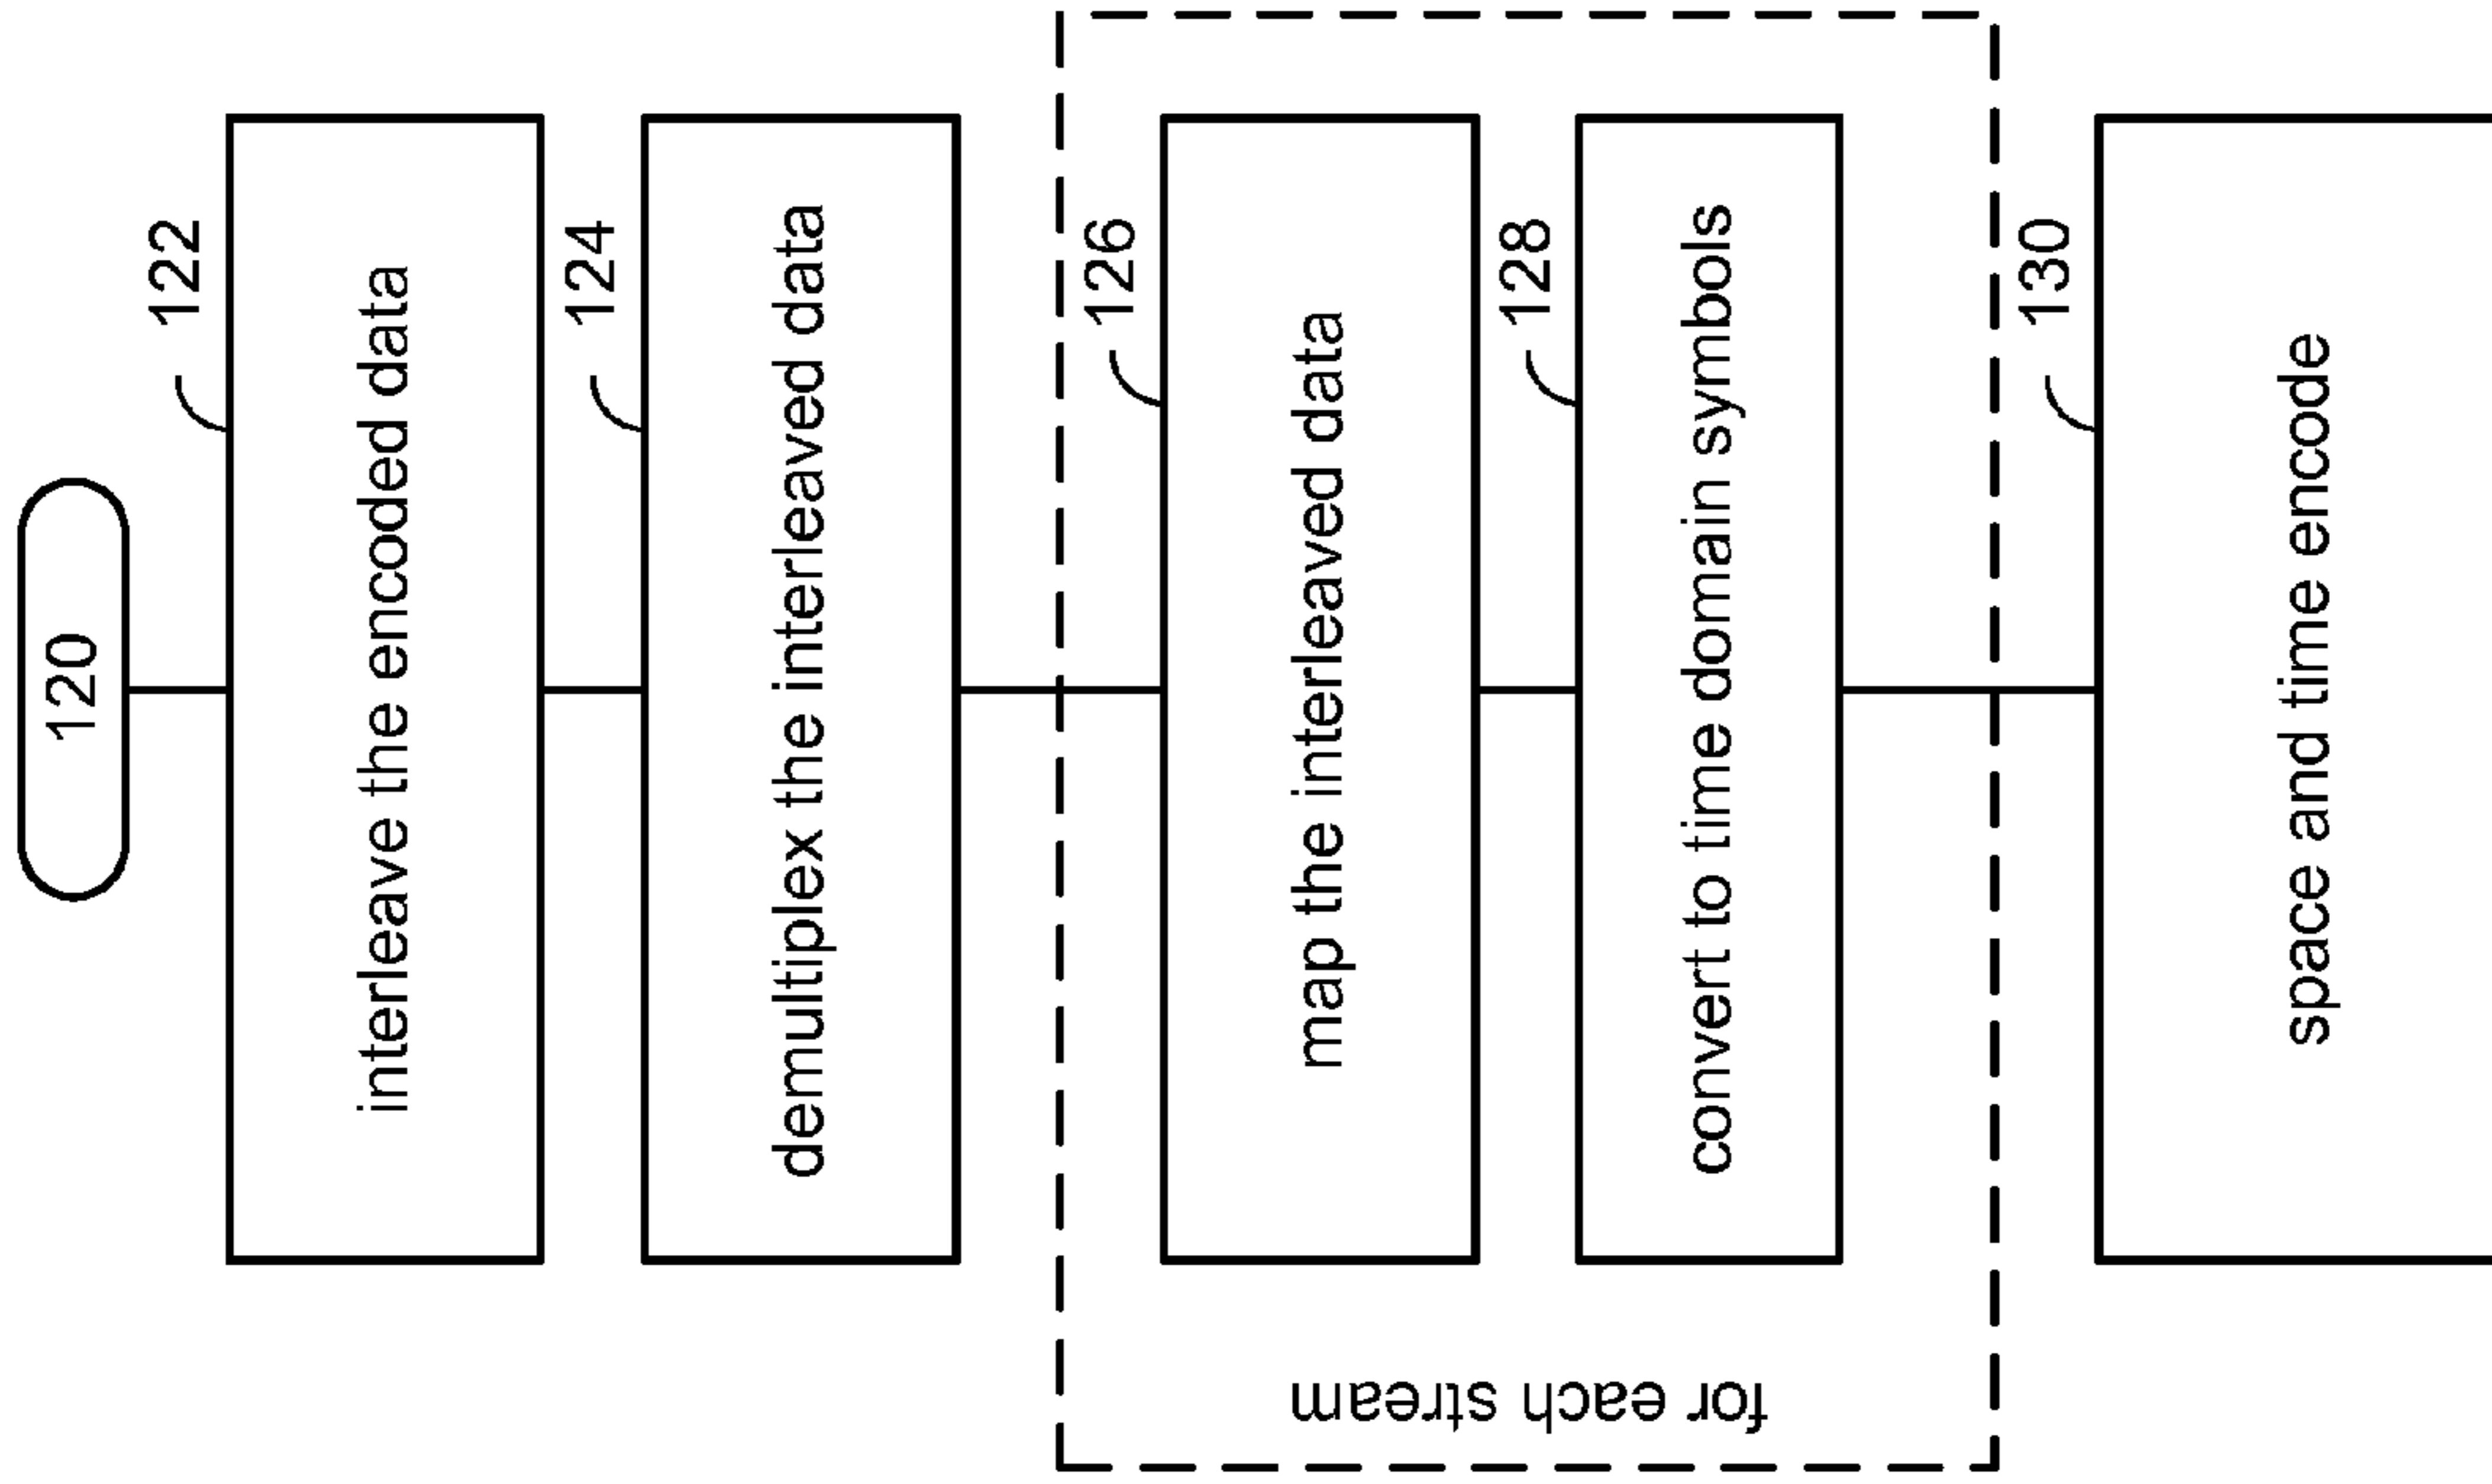 120
122
interleave the encoded data
124
demultiplex the interleaved data
for each stream
126
map the interleaved data
128
convert to time domain symbols
130
space and time encode